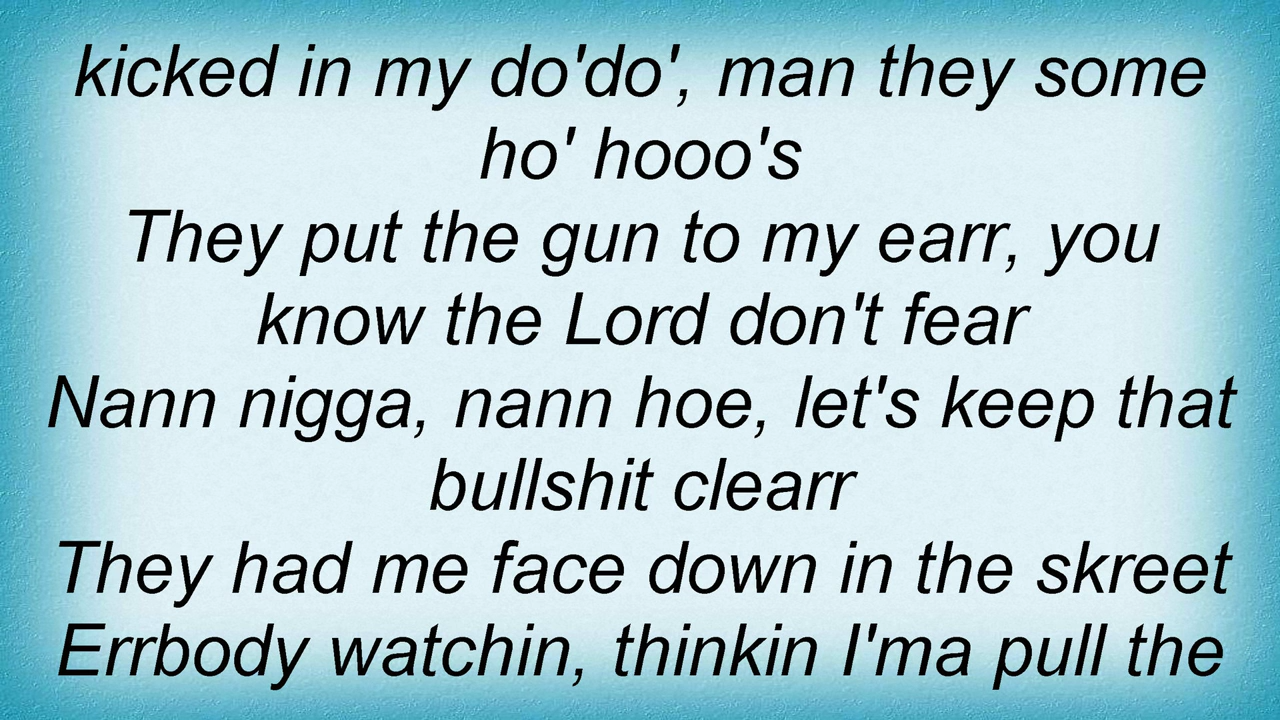 kicked in my do'do', man they some
ho' hooo's
They put the gun to my earr, you
know the Lord don't fear
Nann nigga, nann hoe, let's keep that
bullshit clearr
They had me face down in the skreet
Errbody watchin, thinkin I'ma pull the